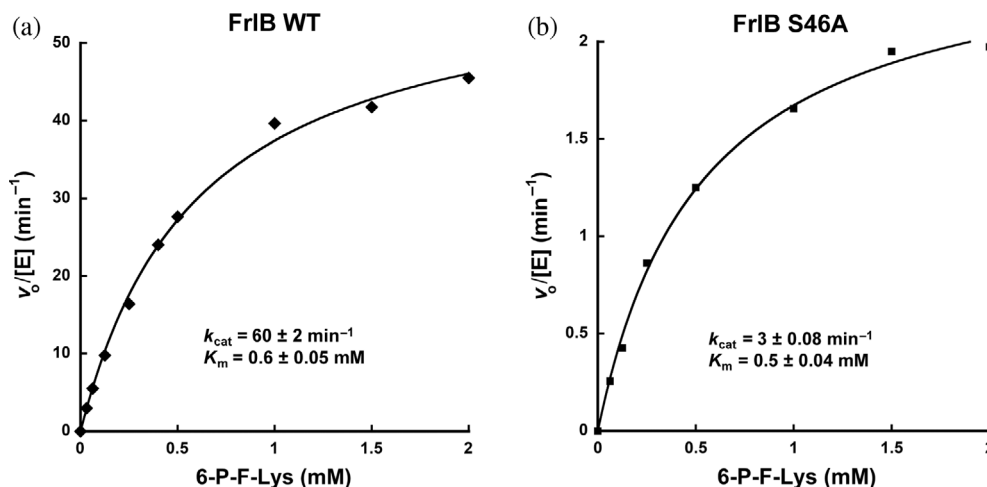 (a)
FrlB WT
50
40
30
20
10
0
v₀/[E] (min⁻¹)
kcat = 60 ± 2 min⁻¹
Km = 0.6 ± 0.05 mM
0 0.5 1 1.5 2
6-P-F-Lys (mM)
(b)
FrlB S46A
2
1.5
1
0.5
0
v₀/[E] (min⁻¹)
kcat = 3 ± 0.08 min⁻¹
Km = 0.5 ± 0.04 mM
0 0.5 1 1.5 2
6-P-F-Lys (mM)